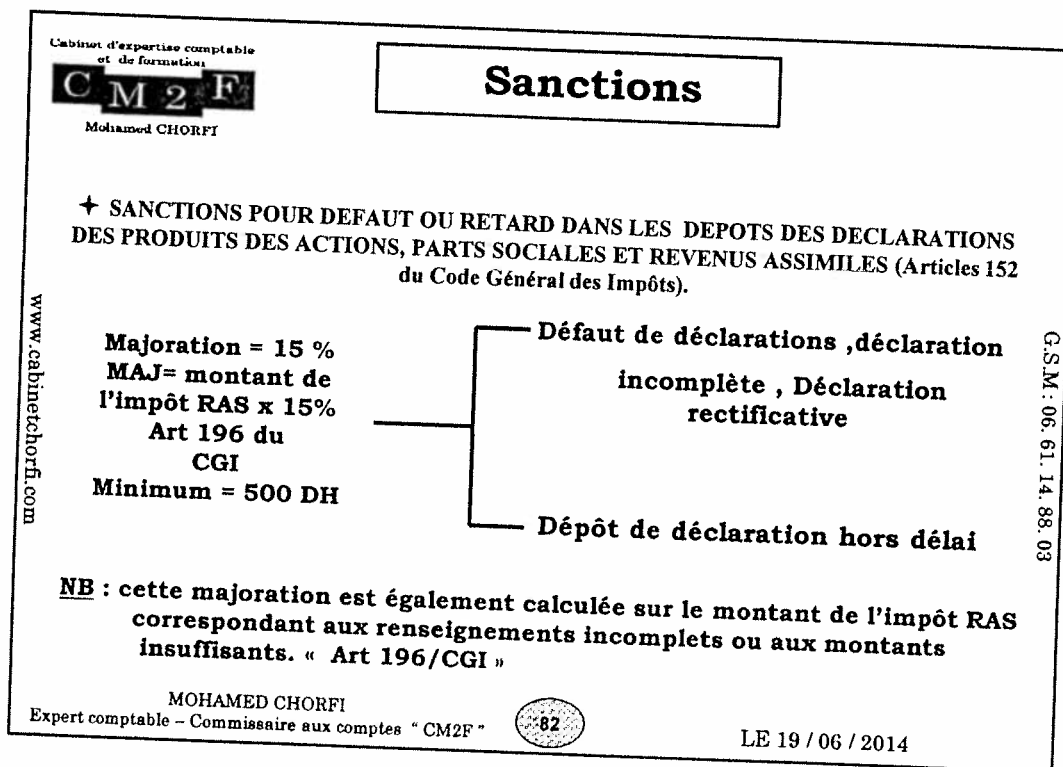 Cabinet d'expertise comptable
et de formation
C M 2 F
Mohamed CHORFI
Sanctions
+ SANCTIONS POUR DEFAUT OU RETARD DANS LES DEPOTS DES DECLARATIONS
DES PRODUITS DES ACTIONS, PARTS SOCIALES ET REVENUS ASSIMILES (Articles 152
du Code Général des Impôts).
www.cabinetchorfi.com
Majoration = 15 %
MAJ= montant de
l'impôt RAS x 15%
Art 196 du
CGI
Minimum = 500 DH
Défaut de déclarations ,déclaration
incomplète , Déclaration
rectificative
Dépôt de déclaration hors délai
G.S.M : 06. 61. 14. 88. 03
NB : cette majoration est également calculée sur le montant de l'impôt RAS
correspondant aux renseignements incomplets ou aux montants
insuffisants. « Art 196/CGI »
MOHAMED CHORFI
Expert comptable – Commissaire aux comptes " CM2F "
82
LE 19 / 06 / 2014